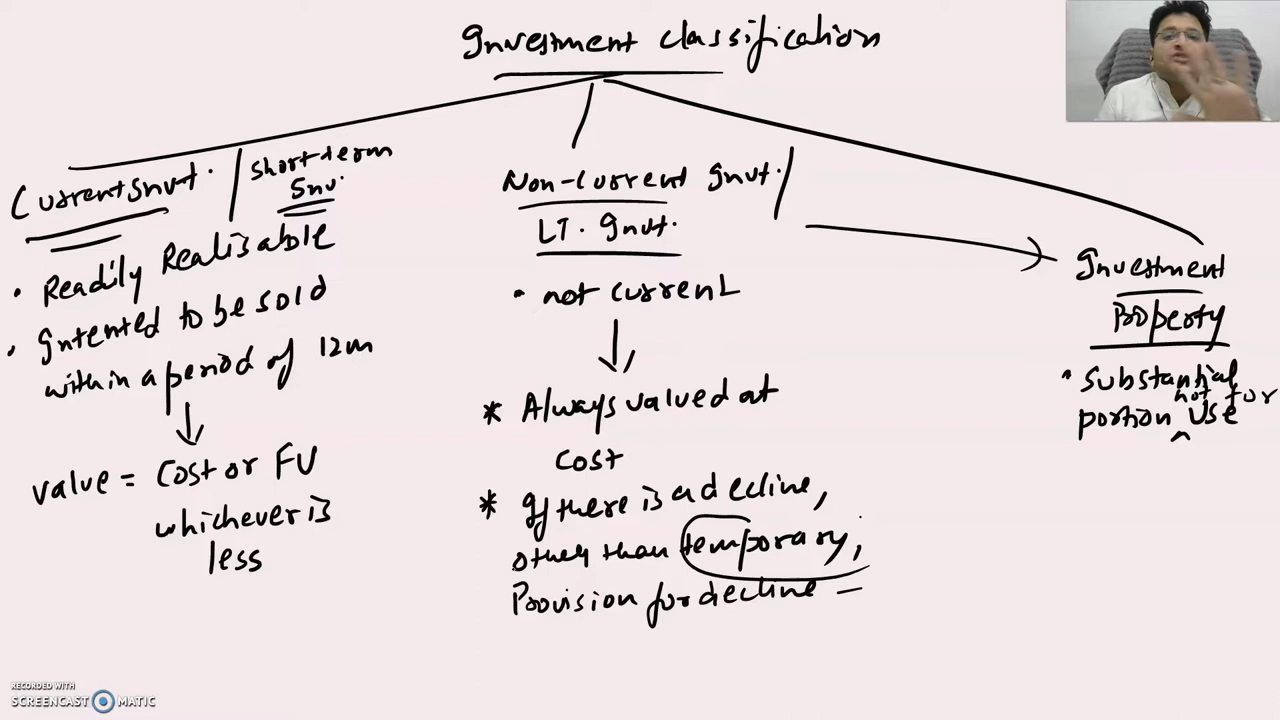 Investment classification
Current Invt. | short term
Inv.
• Readily Realisable
• Intented to be sold
within a period of 12m
value = Cost or FV
whichever is
less
Non-Current Invt. |
LT. Invt.
• not current
* Always valued at
cost
* If there is a decline,
other than temporary,
Provision for decline –
Investment
Property
• Substantial
portion not for use
RECORDED WITH
SCREENCAST MATIC